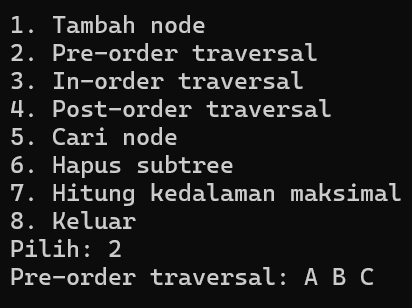 1. Tambah node
2. Pre-order traversal
3. In-order traversal
4. Post-order traversal
5. Cari node
6. Hapus subtree
7. Hitung kedalaman maksimal
8. Keluar
Pilih: 2
Pre-order traversal: A B C